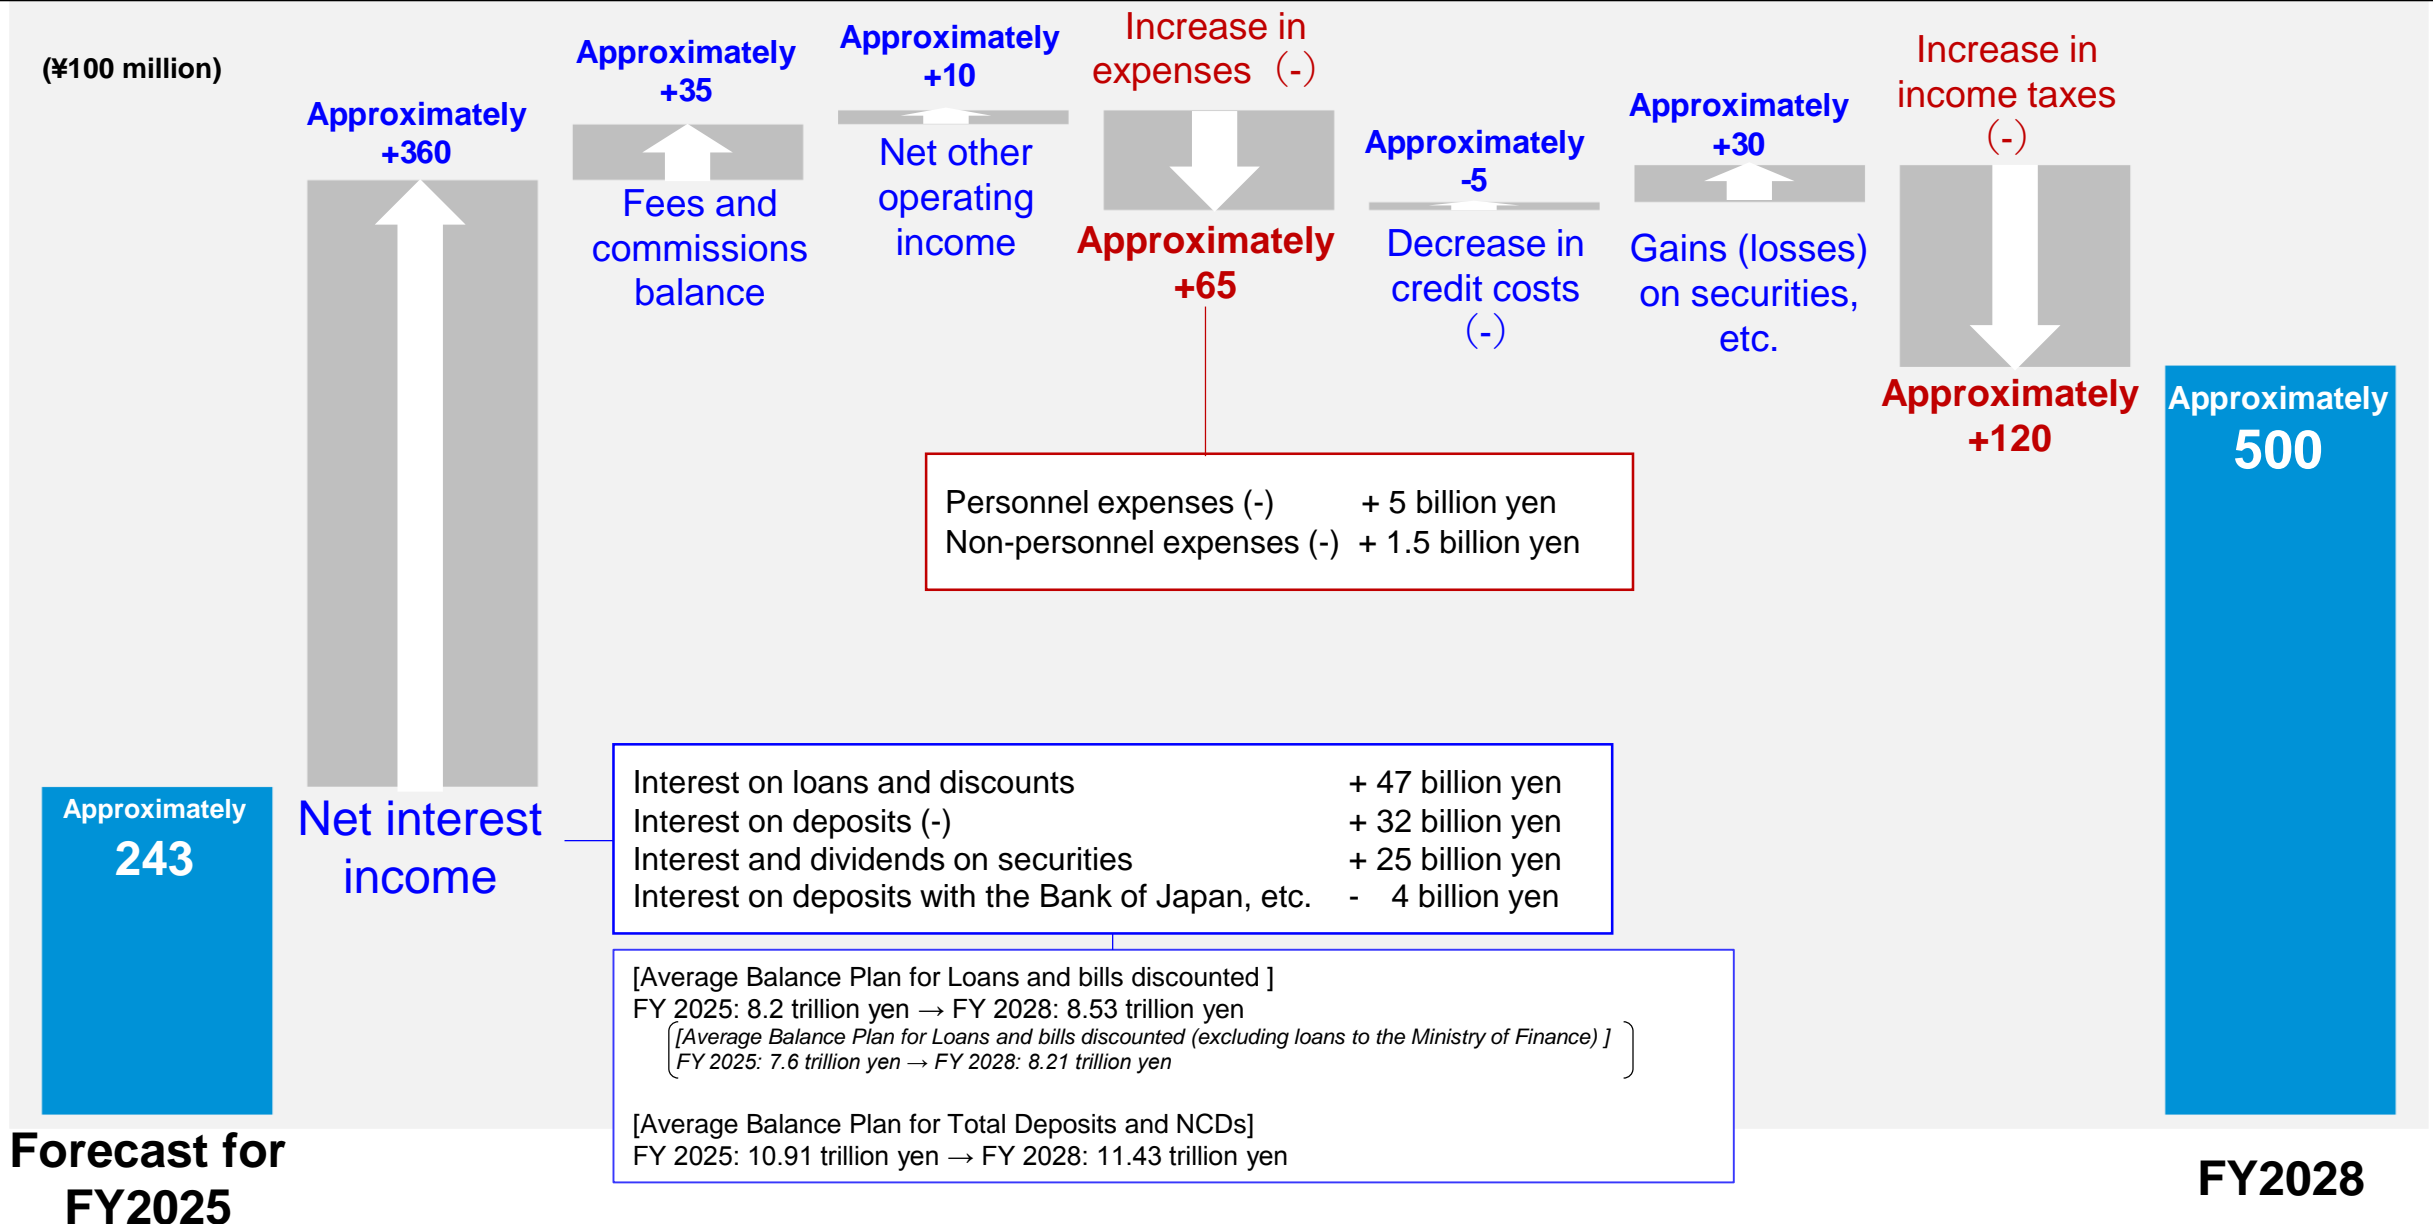 (¥100 million)
Approximately
243
Forecast for
FY2025
Approximately
+360
Net interest
income
Approximately
+35
Fees and
commissions
balance
Approximately
+10
Net other
operating
income
Increase in
expenses（-）
Approximately
+65
Approximately
-5
Decrease in
credit costs
（-）
Approximately
+30
Gains (losses)
on securities,
etc.
Increase in
income taxes
（-）
Approximately
+120
Approximately
500
FY2028
Personnel expenses (-) + 5 billion yen
Non-personnel expenses (-) + 1.5 billion yen
Interest on loans and discounts + 47 billion yen
Interest on deposits (-) + 32 billion yen
Interest and dividends on securities + 25 billion yen
Interest on deposits with the Bank of Japan, etc. - 4 billion yen
[Average Balance Plan for Loans and bills discounted ]
FY 2025: 8.2 trillion yen → FY 2028: 8.53 trillion yen
[Average Balance Plan for Loans and bills discounted (excluding loans to the Ministry of Finance) ]
FY 2025: 7.6 trillion yen → FY 2028: 8.21 trillion yen
[Average Balance Plan for Total Deposits and NCDs]
FY 2025: 10.91 trillion yen → FY 2028: 11.43 trillion yen